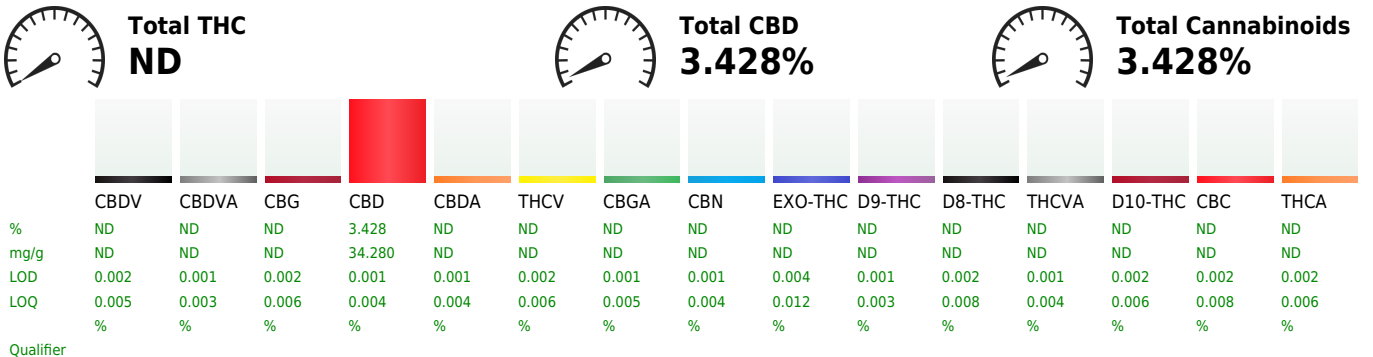 Total THC
ND
Total CBD
3.428%
Total Cannabinoids
3.428%
CBDV CBDVA CBG CBD CBDA THCV CBGA CBN EXO-THC D9-THC D8-THC THCVA D10-THC CBC THCA
% ND ND ND 3.428 ND ND ND ND ND ND ND ND ND ND ND
mg/g ND ND ND 34.280 ND ND ND ND ND ND ND ND ND ND ND
LOD 0.002 0.001 0.002 0.001 0.001 0.002 0.001 0.001 0.004 0.001 0.002 0.001 0.002 0.002 0.002
LOQ 0.005 0.003 0.006 0.004 0.004 0.006 0.005 0.004 0.012 0.003 0.008 0.004 0.006 0.008 0.006
% % % % % % % % % % % % % % %
Qualifier